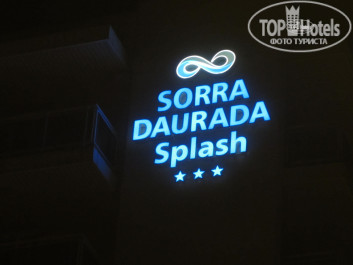 TOP Hotels
ФОТО ТУРИСТА
SORRA
DAURADA
Splash
★★★